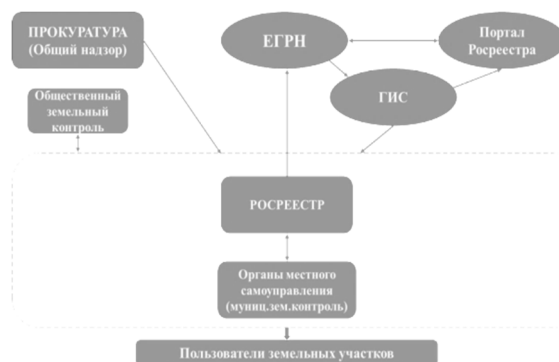 ПРОКУРАТУРА
(Общий надзор)
ЕГРН
Портал
Росреестра
Общественный
земельный
контроль
ГИС
РОСРЕЕСТР
Органы местного
самоуправления
(муниц.зем.контроль)
Пользователи земельных участков